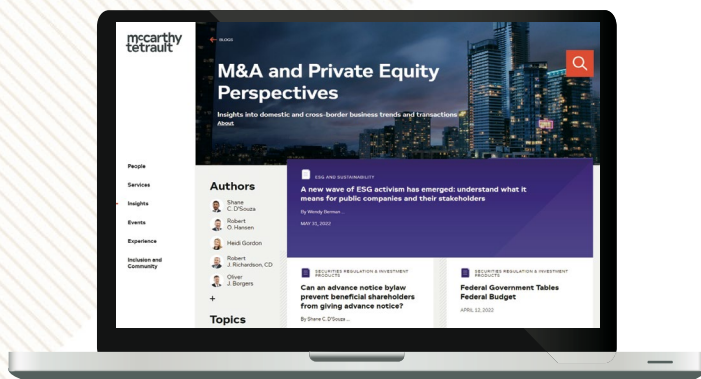 mccarthy
tetrault
BLOGS
M&A and Private Equity
Perspectives
Insights into domestic and cross-border business trends and transactions
About
People
Services
Insights
Events
Experience
Inclusion and
Community
Authors
Shane
C. D'Souza
Robert
O. Hansen
Heidi Gordon
Robert
J. Richardson, CD
Oliver
J. Borgers
+
Topics
ESG AND SUSTAINABILITY
A new wave of ESG activism has emerged: understand what it
means for public companies and their stakeholders
By Wendy Berman...
MAY 31, 2022
SECURITIES REGULATION & INVESTMENT
PRODUCTS
Can an advance notice bylaw
prevent beneficial shareholders
from giving advance notice?
By Shane C. D'Souza ...
SECURITIES REGULATION & INVESTMENT
PRODUCTS
Federal Government Tables
Federal Budget
APRIL 12, 2022